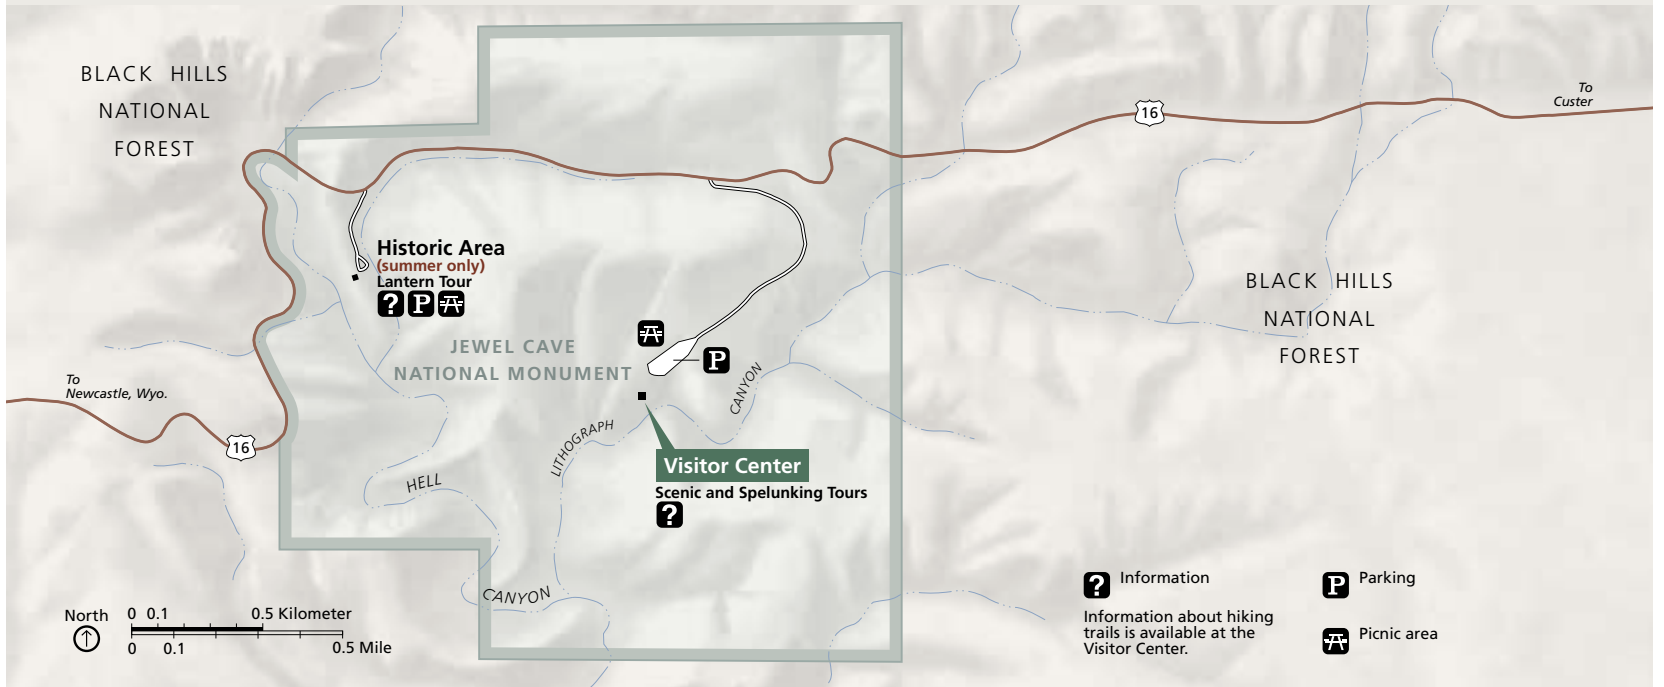 BLACK HILLS
NATIONAL
FOREST
To
Custer
16
Historic Area
(summer only)
Lantern Tour
? P
BLACK HILLS
NATIONAL
FOREST
JEWEL CAVE
NATIONAL MONUMENT
P
To
Newcastle, Wyo.
16
CANYON
LITHOGRAPH
Visitor Center
Scenic and Spelunking Tours
?
HELL
CANYON
North
0 0.1 0.5 Kilometer
0 0.1 0.5 Mile
? Information
Information about hiking
trails is available at the
Visitor Center.
P Parking
Picnic area